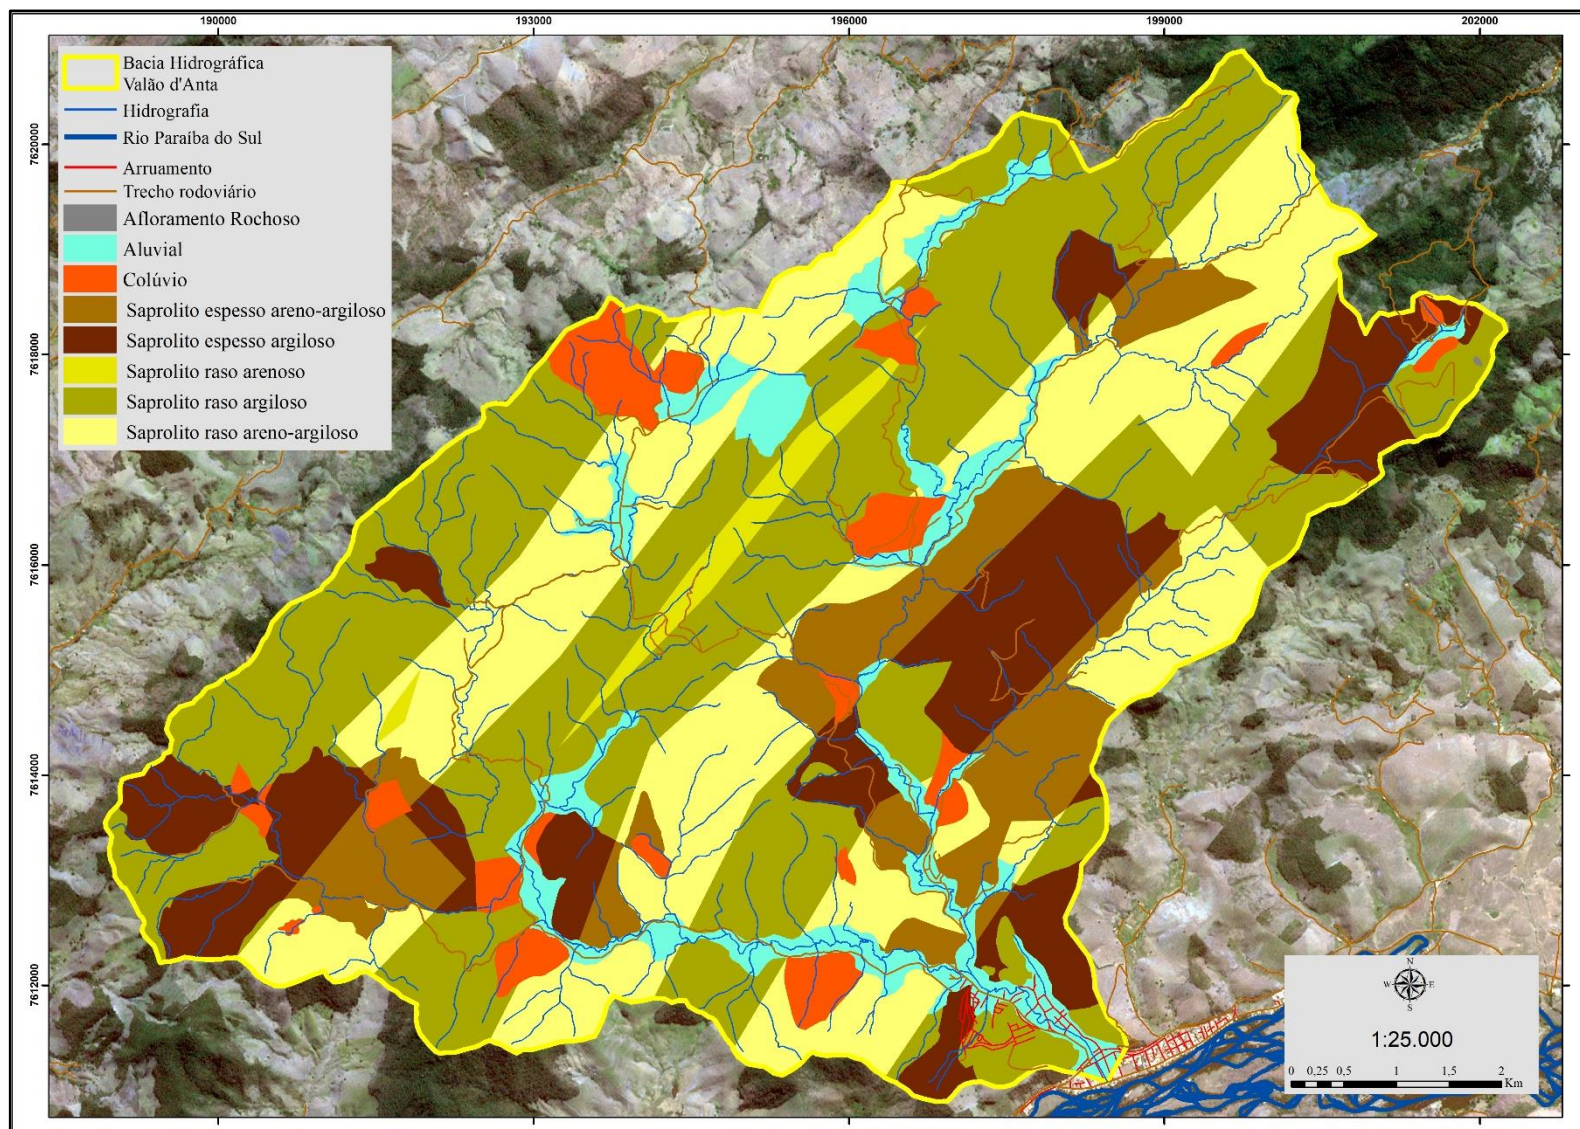 190000
193000
196000
199000
202000
7620000
7618000
7616000
7614000
7612000
Bacia Hidrográfica
Valão d'Anta
Hidrografia
Rio Paraíba do Sul
Arruamento
Trecho rodoviário
Afloramento Rochoso
Aluvial
Colúvio
Saprolito espesso areno-argiloso
Saprolito espesso argiloso
Saprolito raso arenoso
Saprolito raso argiloso
Saprolito raso areno-argiloso
N
W E
S
1:25.000
0 0,25 0,5 1 1,5 2
Km